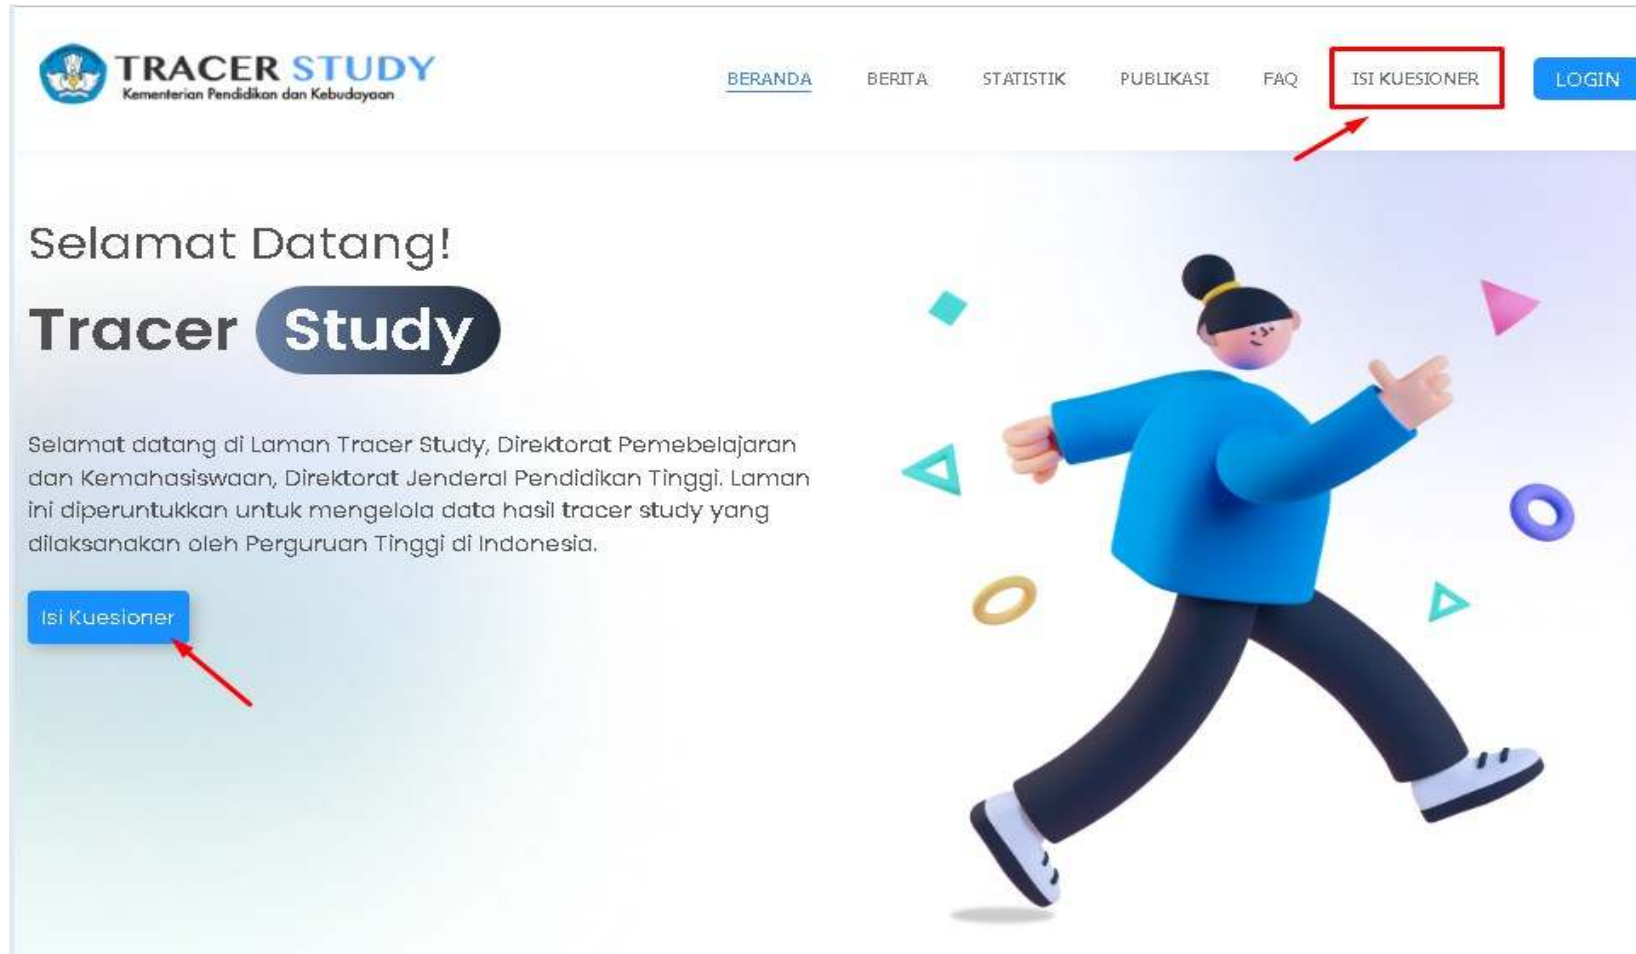 TRACER STUDY
Kementerian Pendidikan dan Kebudayaan
BERANDA BERITA STATISTIK PUBLIKASI FAQ ISI KUESIONER LOGIN
Selamat Datang!
Tracer Study
Selamat datang di Laman Tracer Study, Direktorat Pemebelajaran
dan Kemahasiswaan, Direktorat Jenderal Pendidikan Tinggi. Laman
ini diperuntukkan untuk mengelola data hasil tracer study yang
dilaksanakan oleh Perguruan Tinggi di Indonesia.
Isi Kuesioner